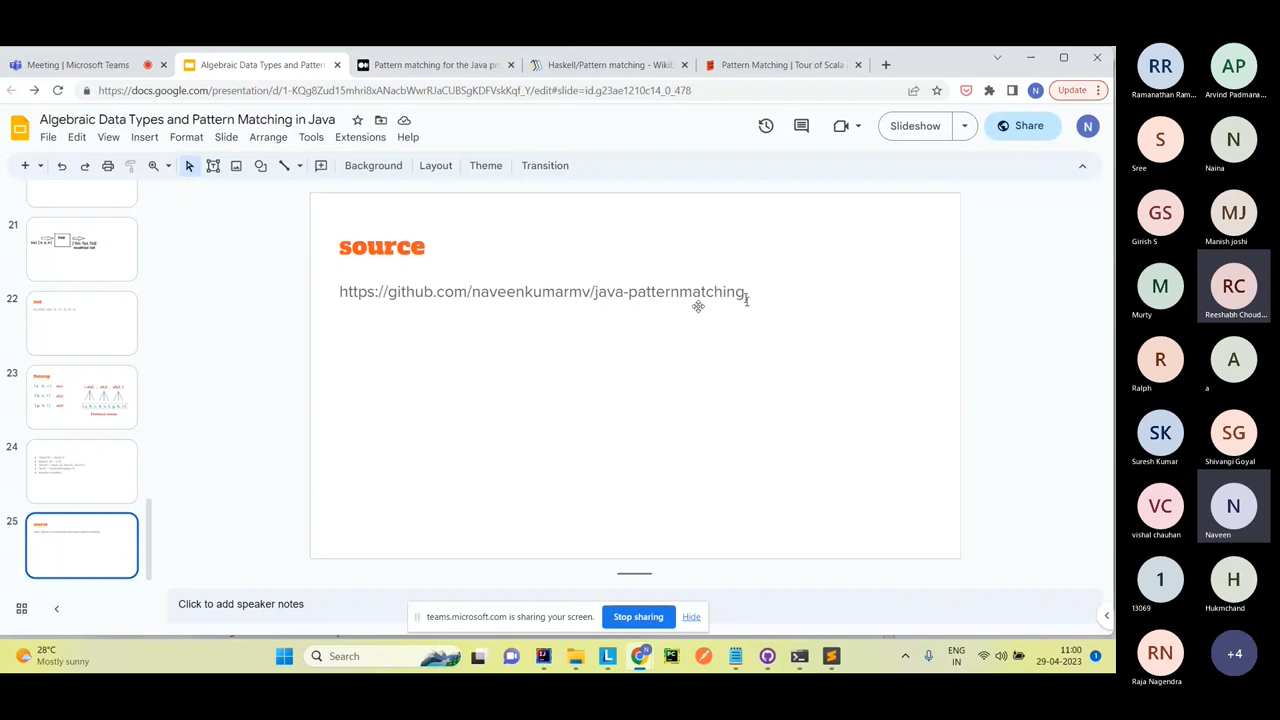 Meeting | Microsoft Teams
Algebraic Data Types and Pattern
Pattern matching for the Java pr
Haskell/Pattern matching - Wikib
Pattern Matching | Tour of Scala
https://docs.google.com/presentation/d/1-KQg8Zud15mhri8xANacbWwrRJaCUBSgKDFVskKqf_Y/edit#slide=id.g23ae1210c14_0_478
N
Update
Algebraic Data Types and Pattern Matching in Java
File Edit View Insert Format Slide Arrange Tools Extensions Help
Slideshow
Share
N
Background Layout Theme Transition
21
22
23
24
25
source
https://github.com/naveenkumarmv/java-patternmatching
Click to add speaker notes
teams.microsoft.com is sharing your screen.
Stop sharing
Hide
28°C
Mostly sunny
Search
ENG
IN
11:00
29-04-2023
1
RR
Ramanathan Ram...
AP
Arvind Padmana...
S
Sree
N
Naina
GS
Girish S
MJ
Manish joshi
M
Murty
RC
Reeshabh Choud...
R
Ralph
A
a
SK
Suresh Kumar
SG
Shivangi Goyal
VC
vishal chauhan
N
Naveen
1
13069
H
Hukmchand
RN
Raja Nagendra
+4